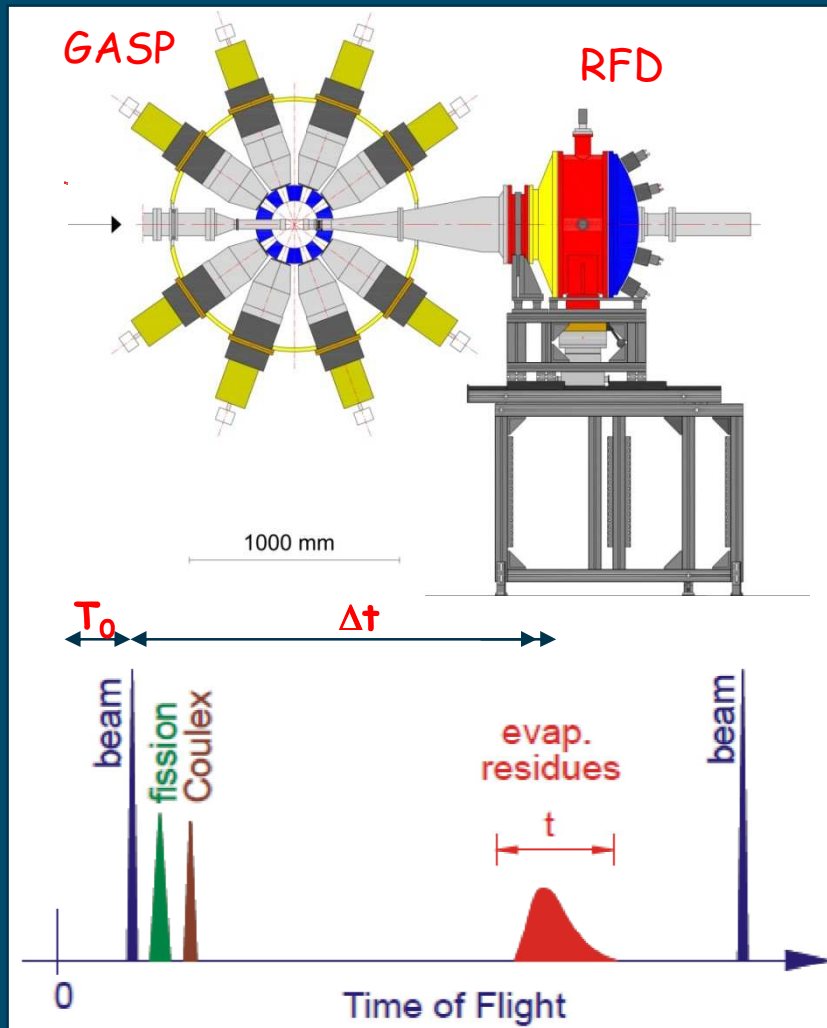 GASP
RFD
1000 mm
T₀
Δt
beam
fission
Coulex
evap.
residues
t
beam
0
Time of Flight